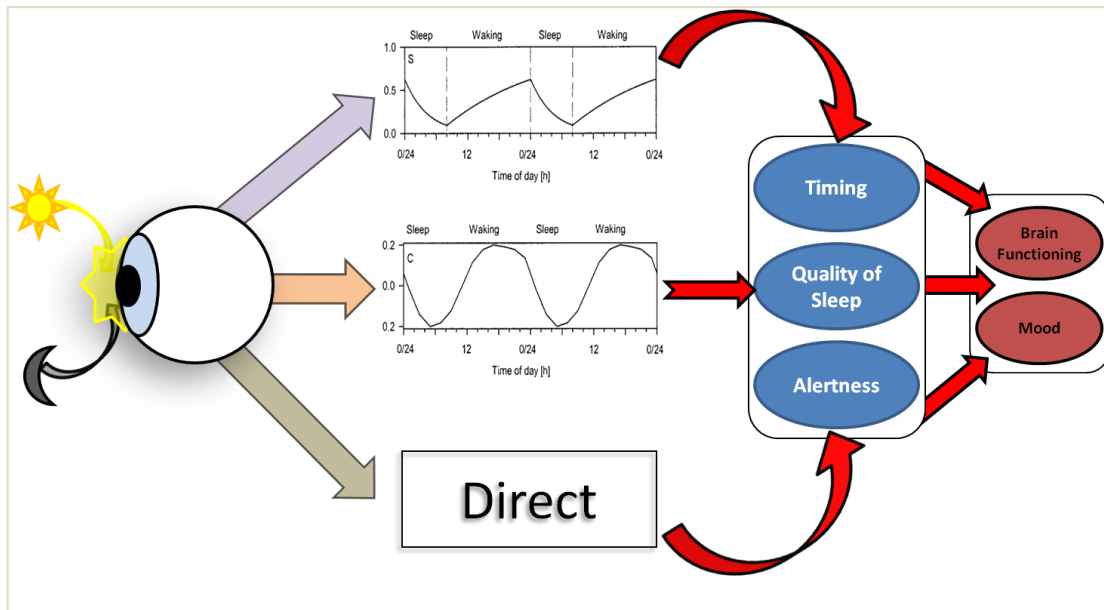 Sleep Waking Sleep Waking
1.0
S
0.5
0.0
0/24 12 0/24 12 0/24
Time of day [h]
Sleep Waking Sleep Waking
0.2
C
0.0
0.2
0/24 12 0/24 12 0/24
Time of day [h]
Direct
Timing
Quality of
Sleep
Alertness
Brain
Functioning
Mood